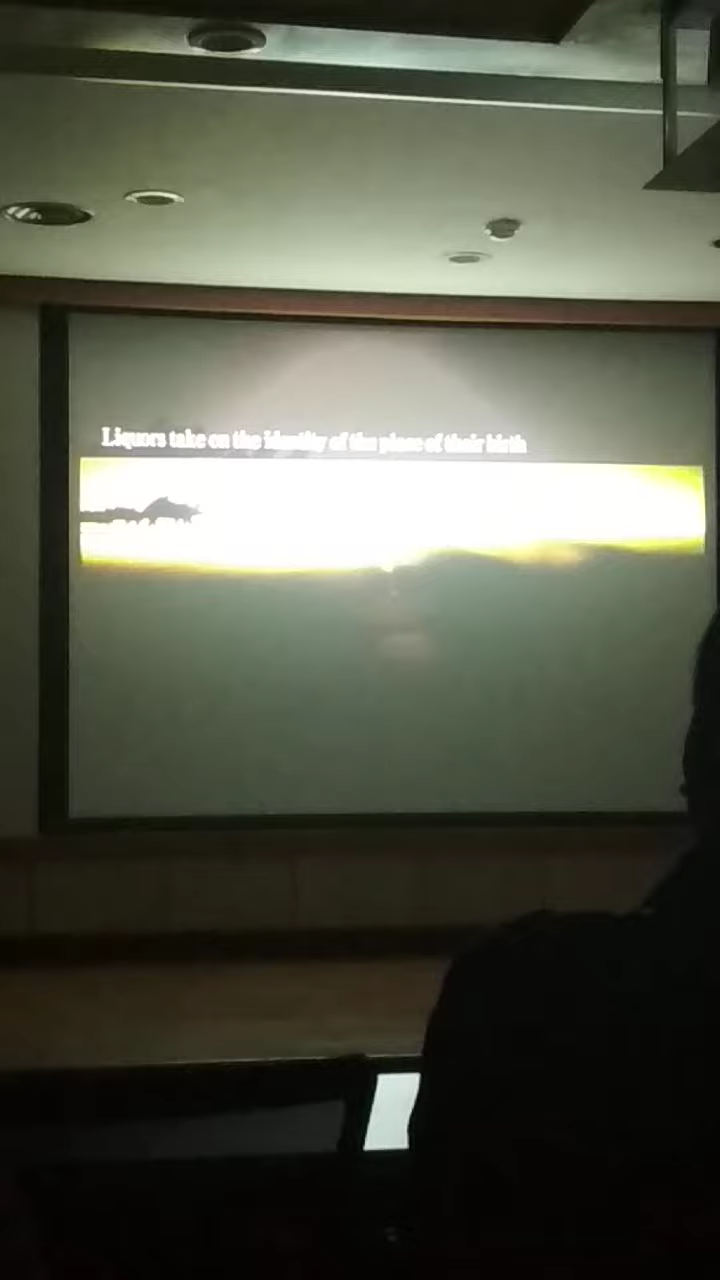 Liquors take on the identity of the place of their birth